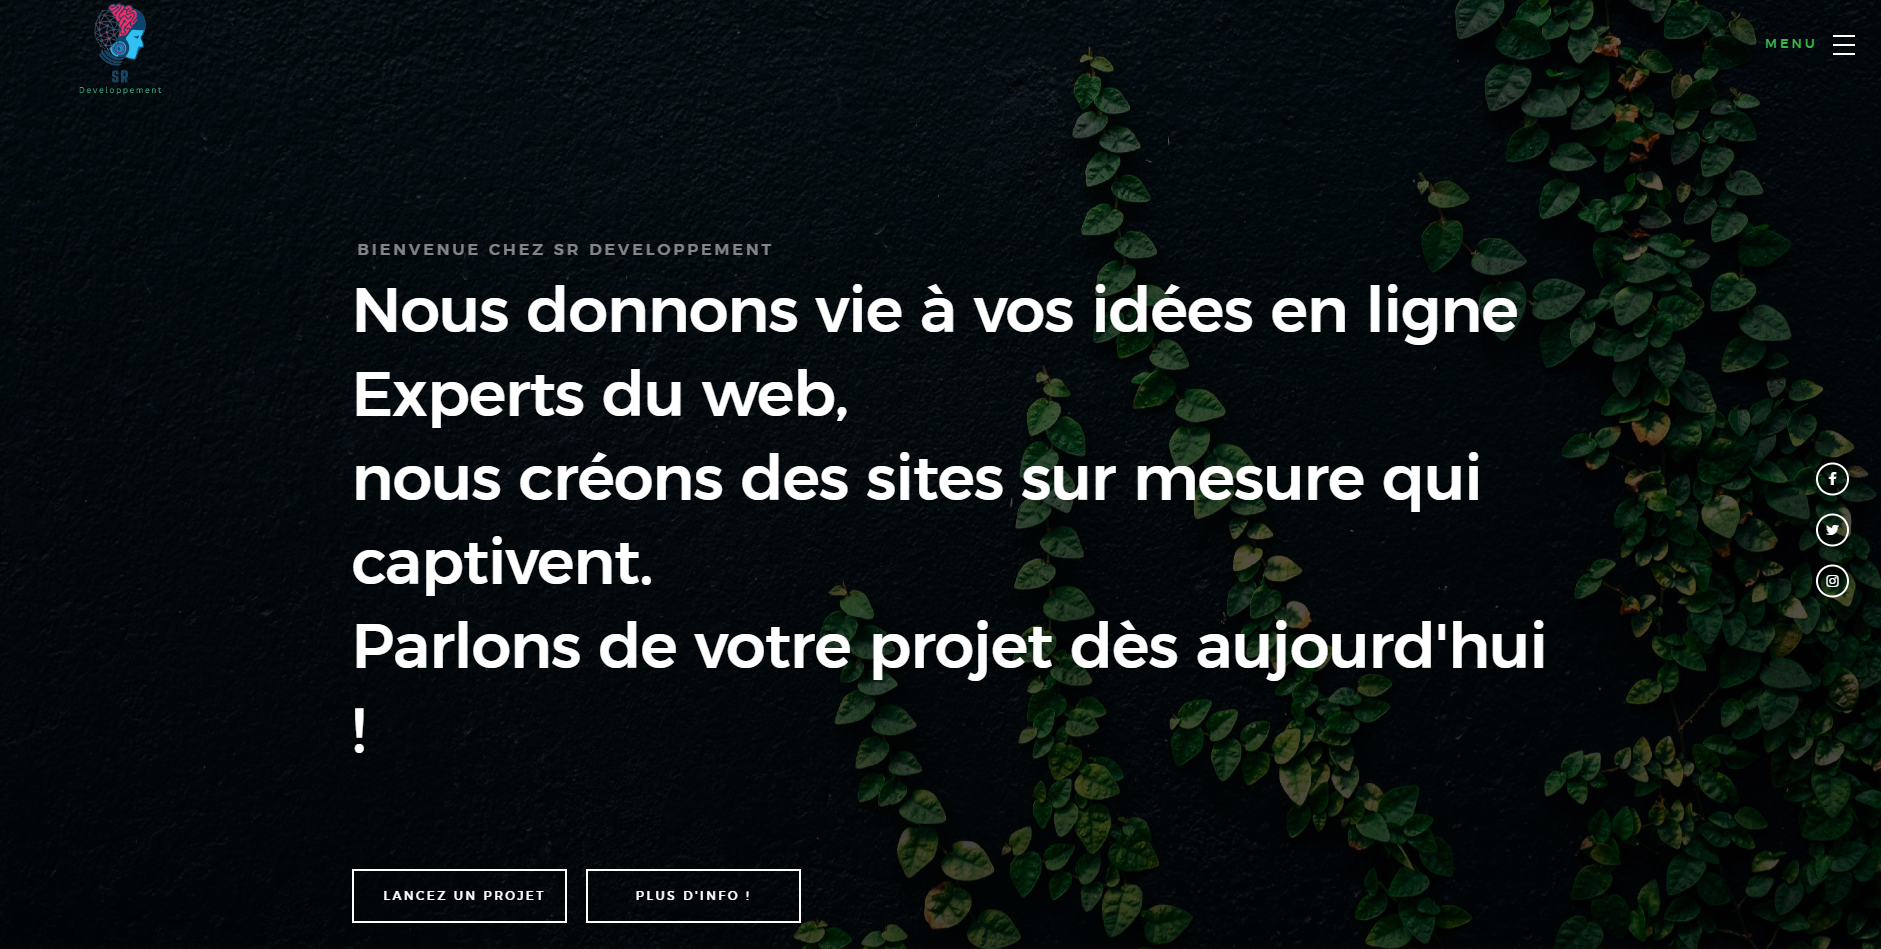 SR
Developpement
MENU
BIENVENUE CHEZ SR DEVELOPPEMENT
Nous donnons vie à vos idées en ligne
Experts du web,
nous créons des sites sur mesure qui
captivent.
Parlons de votre projet dès aujourd'hui
!
LANCEZ UN PROJET
PLUS D'INFO !